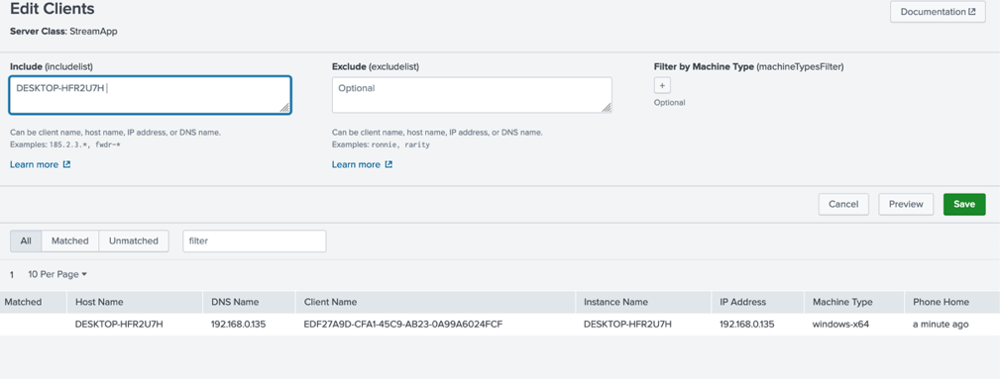 Edit Clients
Documentation
Server Class: StreamApp
Include (includelist)
Exclude (excludelist)
Filter by Machine Type (machineTypesFilter)
DESKTOP-HFR2U7H
Optional
+
Optional
Can be client name, host name, IP address, or DNS name.
Examples: 185.2.3.*, fwdr-*
Can be client name, host name, IP address, or DNS name.
Examples: ronnie, rarity
Learn more
Learn more
Cancel Preview Save
All Matched Unmatched filter
1 10 Per Page
Matched Host Name DNS Name Client Name Instance Name IP Address Machine Type Phone Home
DESKTOP-HFR2U7H 192.168.0.135 EDF27A9D-CFA1-45C9-AB23-0A99A6024FCF DESKTOP-HFR2U7H 192.168.0.135 windows-x64 a minute ago